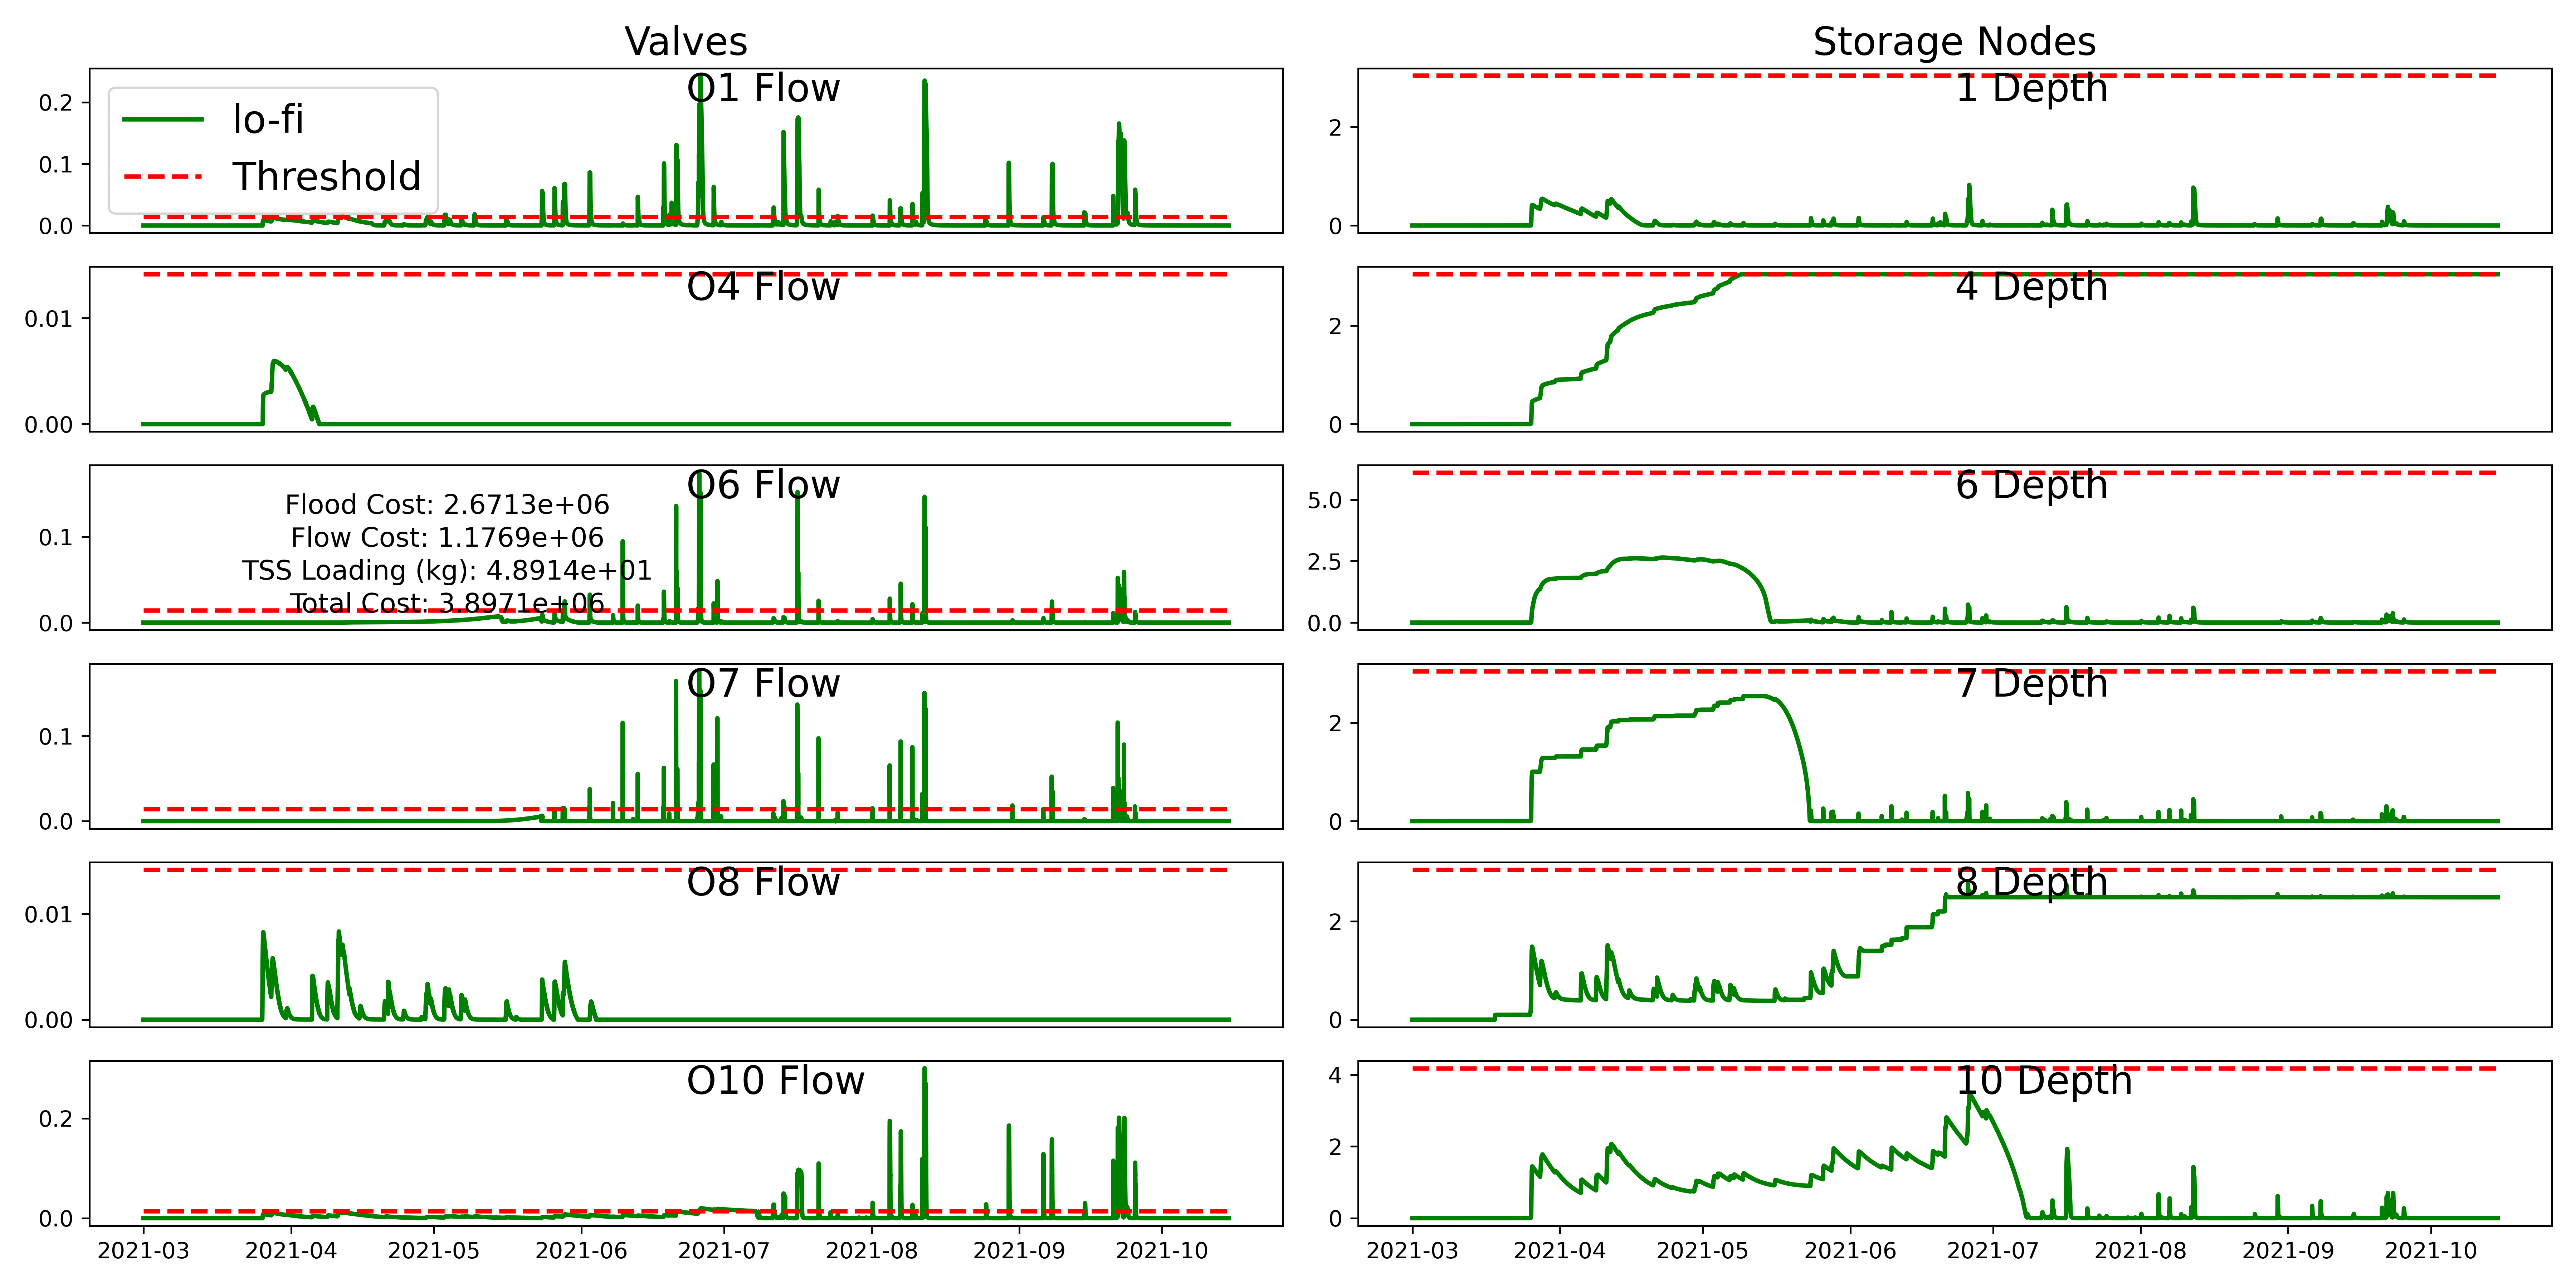 Valves
Storage Nodes
O1 Flow
lo-fi
Threshold
0.2
0.1
0.0
1 Depth
2
0
O4 Flow
0.01
0.00
4 Depth
2
0
O6 Flow
Flood Cost: 2.6713e+06
Flow Cost: 1.1769e+06
TSS Loading (kg): 4.8914e+01
Total Cost: 3.8971e+06
0.1
0.0
6 Depth
5.0
2.5
0.0
O7 Flow
0.1
0.0
7 Depth
2
0
O8 Flow
0.01
0.00
8 Depth
2
0
O10 Flow
0.2
0.0
2021-03 2021-04 2021-05 2021-06 2021-07 2021-08 2021-09 2021-10
10 Depth
4
2
0
2021-03 2021-04 2021-05 2021-06 2021-07 2021-08 2021-09 2021-10